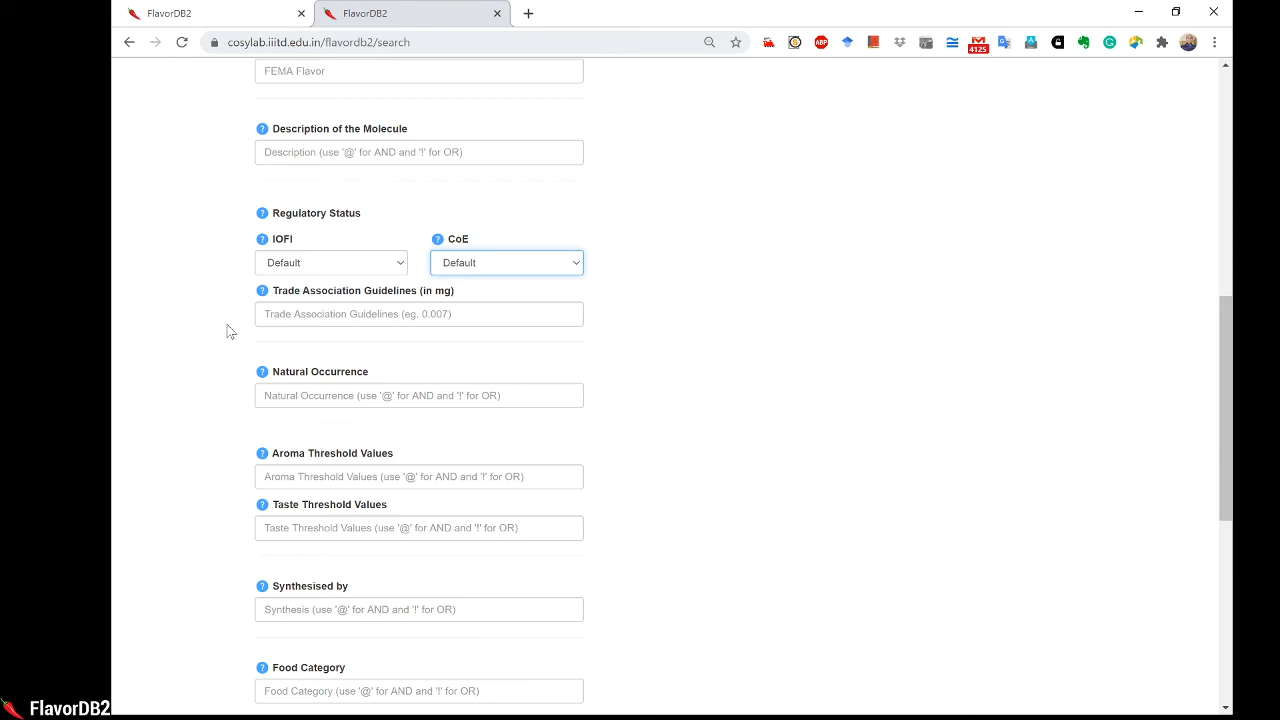 FlavorDB2
FlavorDB2
cosylab.iiitd.edu.in/flavordb2/search
ABP
4125
FEMA Flavor
Description of the Molecule
Description (use '@' for AND and '!' for OR)
Regulatory Status
IOFI
CoE
Default
Default
Trade Association Guidelines (in mg)
Trade Association Guidelines (eg. 0.007)
Natural Occurrence
Natural Occurrence (use '@' for AND and '!' for OR)
Aroma Threshold Values
Aroma Threshold Values (use '@' for AND and '!' for OR)
Taste Threshold Values
Taste Threshold Values (use '@' for AND and '!' for OR)
Synthesised by
Synthesis (use '@' for AND and '!' for OR)
Food Category
Food Category (use '@' for AND and '!' for OR)
FlavorDB2